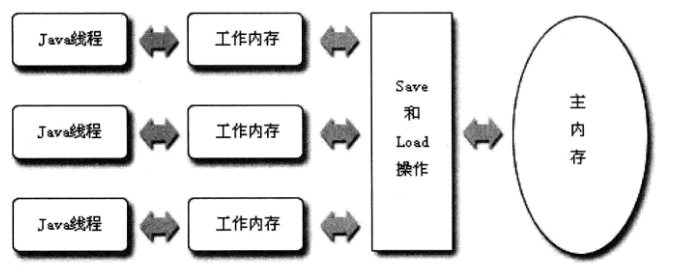 Java线程
工作内存
Java线程
工作内存
Java线程
工作内存
Save
和
Load
操作
主
内
存